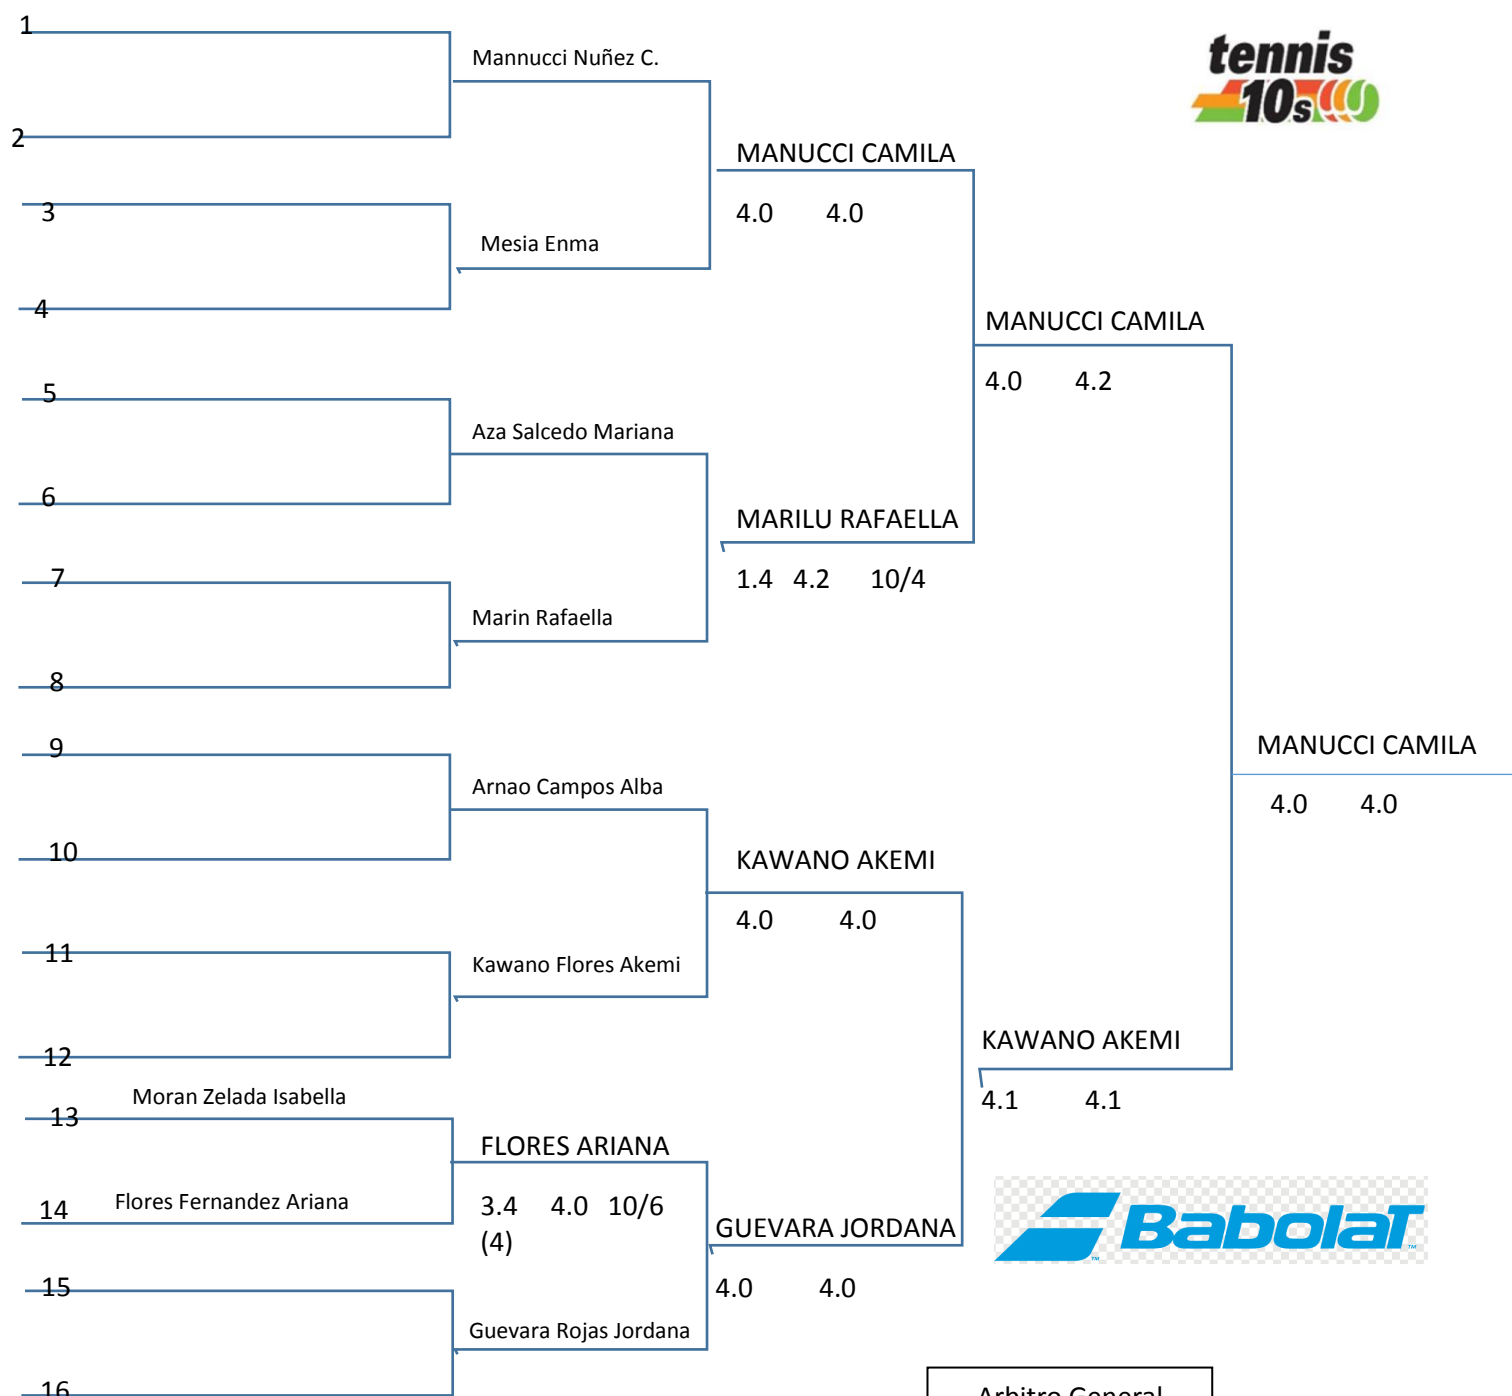 1
Mannucci Nuñez C.
tennis
10s
2
MANUCCI CAMILA
3
4.0 4.0
Mesia Enma
4
MANUCCI CAMILA
4.0 4.2
5
Aza Salcedo Mariana
6
MARILU RAFAELLA
7
1.4 4.2 10/4
Marin Rafaella
8
9
MANUCCI CAMILA
4.0 4.0
Arnao Campos Alba
10
KAWANO AKEMI
4.0 4.0
11
Kawano Flores Akemi
12
KAWANO AKEMI
4.1 4.1
Moran Zelada Isabella
13
FLORES ARIANA
14 Flores Fernandez Ariana
3.4 4.0 10/6
(4)
GUEVARA JORDANA
Babolat
15
4.0 4.0
Guevara Rojas Jordana
16
Arbitro General